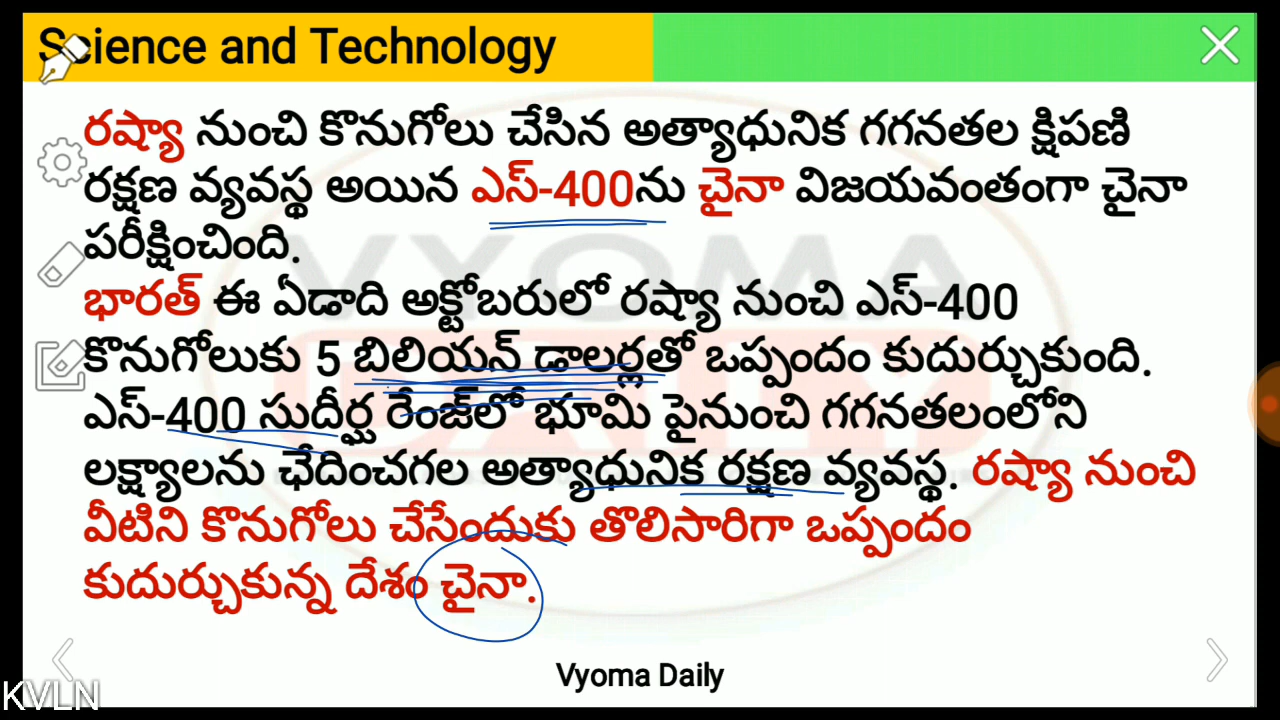 Science and Technology
రష్యా నుంచి కొనుగోలు చేసిన అత్యాధునిక గగనతల క్షిపణి
రక్షణ వ్యవస్థ అయిన ఎస్-400ను చైనా విజయవంతంగా చైనా
పరీక్షించింది.
భారత్ ఈ ఏడాది అక్టోబరులో రష్యా నుంచి ఎస్-400
కొనుగోలుకు 5 బిలియన్ డాలర్లతో ఒప్పందం కుదుర్చుకుంది.
ఎస్-400 సుదీర్ఘ రేంజ్‌లో భూమి పైనుంచి గగనతలంలోని
లక్ష్యాలను ఛేదించగల అత్యాధునిక రక్షణ వ్యవస్థ. రష్యా నుంచి
వీటిని కొనుగోలు చేసేందుకు తొలిసారిగా ఒప్పందం
కుదుర్చుకున్న దేశం చైనా.
Vyoma Daily
KVLN
VYOMA
DAILY